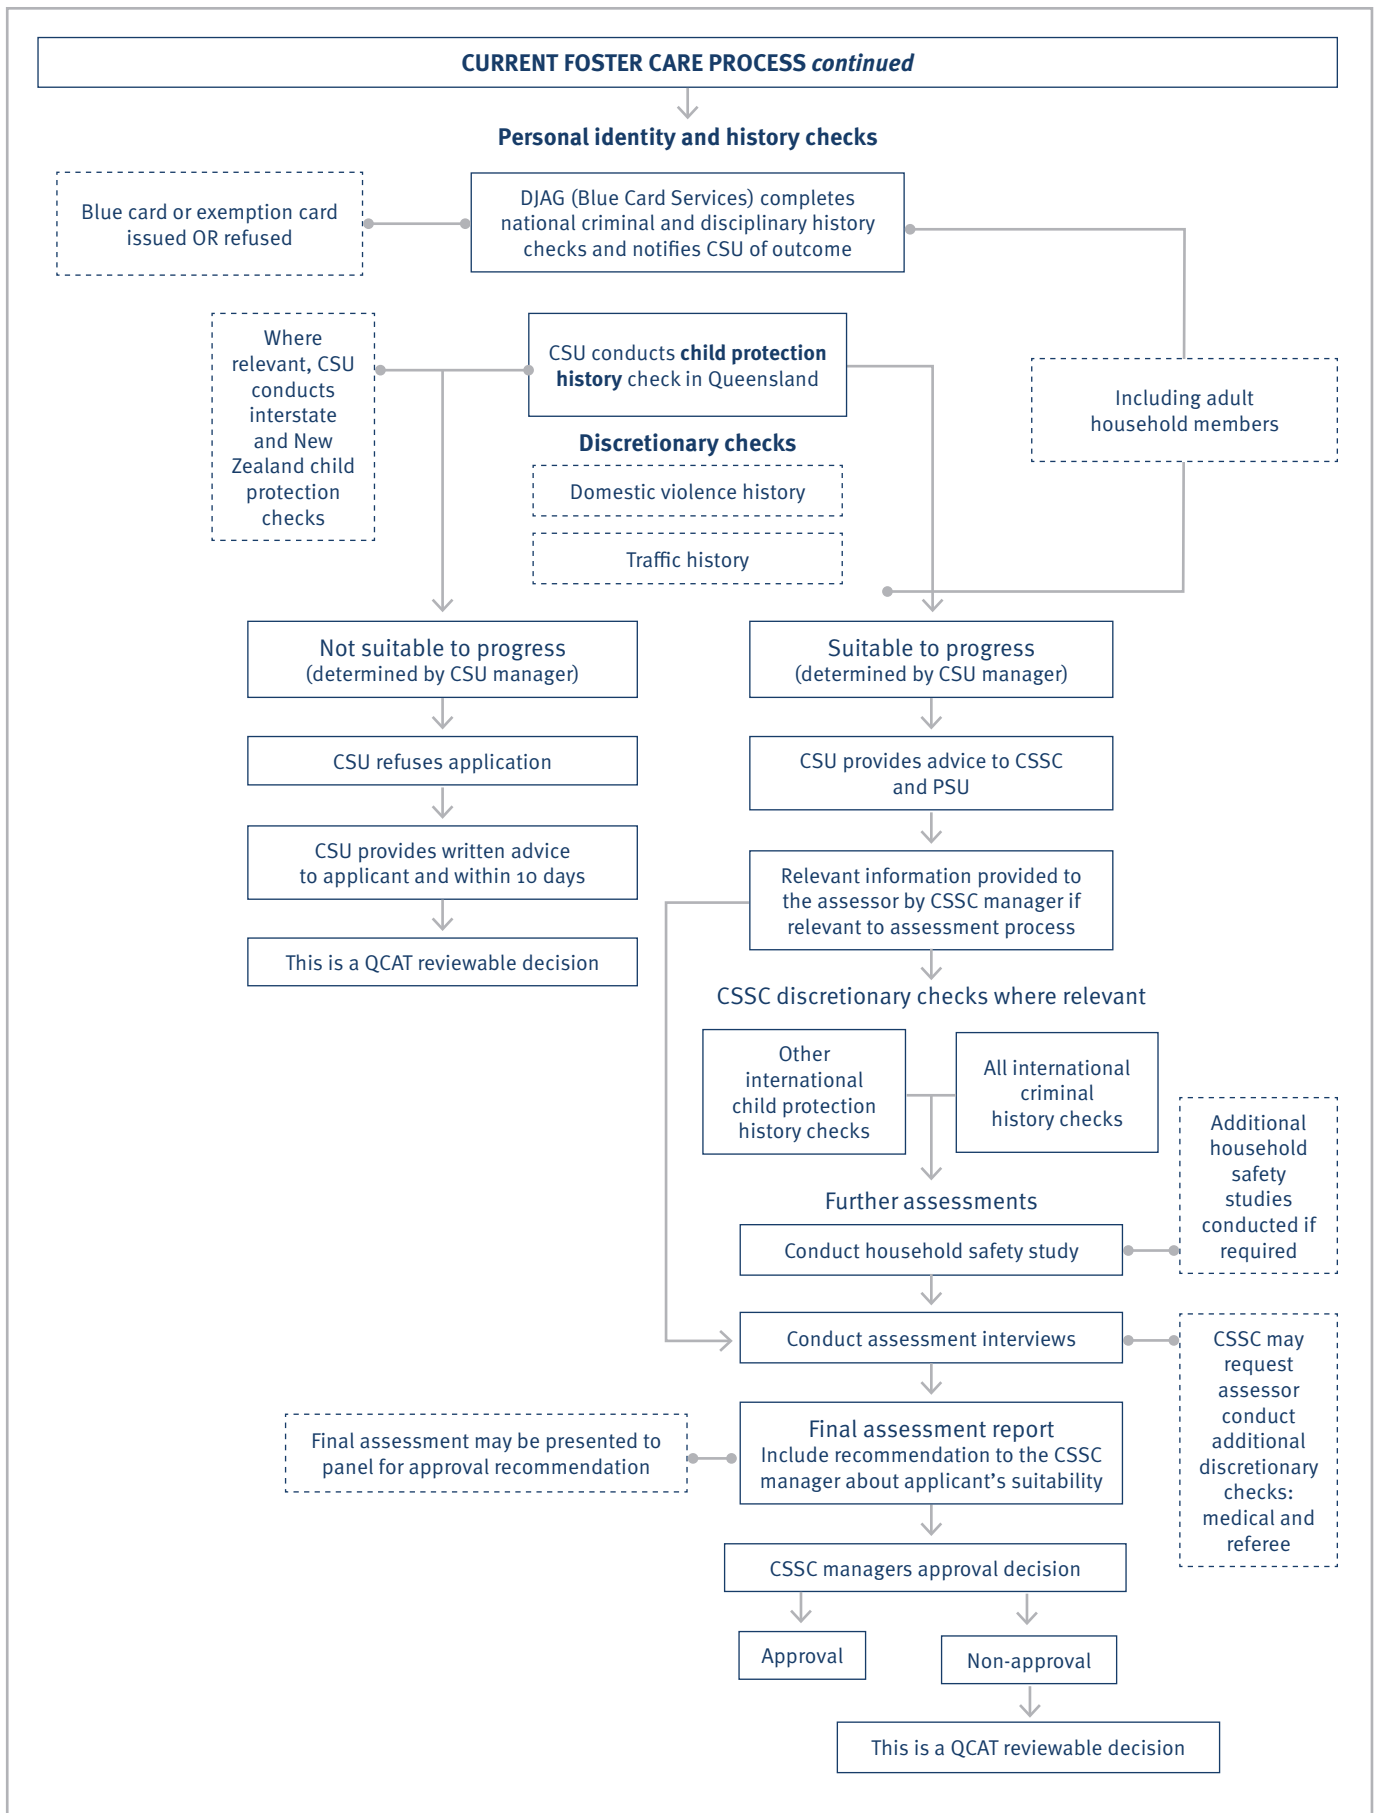 CURRENT FOSTER CARE PROCESS continued
Personal identity and history checks
Blue card or exemption card
issued OR refused
DJAG (Blue Card Services) completes
national criminal and disciplinary history
checks and notifies CSU of outcome
Where
relevant, CSU
conducts
interstate
and New
Zealand child
protection
checks
CSU conducts child protection
history check in Queensland
Including adult
household members
Discretionary checks
Domestic violence history
Traffic history
Not suitable to progress
(determined by CSU manager)
Suitable to progress
(determined by CSU manager)
CSU refuses application
CSU provides advice to CSSC
and PSU
CSU provides written advice
to applicant and within 10 days
Relevant information provided to
the assessor by CSSC manager if
relevant to assessment process
This is a QCAT reviewable decision
CSSC discretionary checks where relevant
Other
international
child protection
history checks
All international
criminal
history checks
Additional
household
safety
studies
conducted if
required
Further assessments
Conduct household safety study
Conduct assessment interviews
CSSC may
request
assessor
conduct
additional
discretionary
checks:
medical and
referee
Final assessment may be presented to
panel for approval recommendation
Final assessment report
Include recommendation to the CSSC
manager about applicant's suitability
CSSC managers approval decision
Approval
Non-approval
This is a QCAT reviewable decision